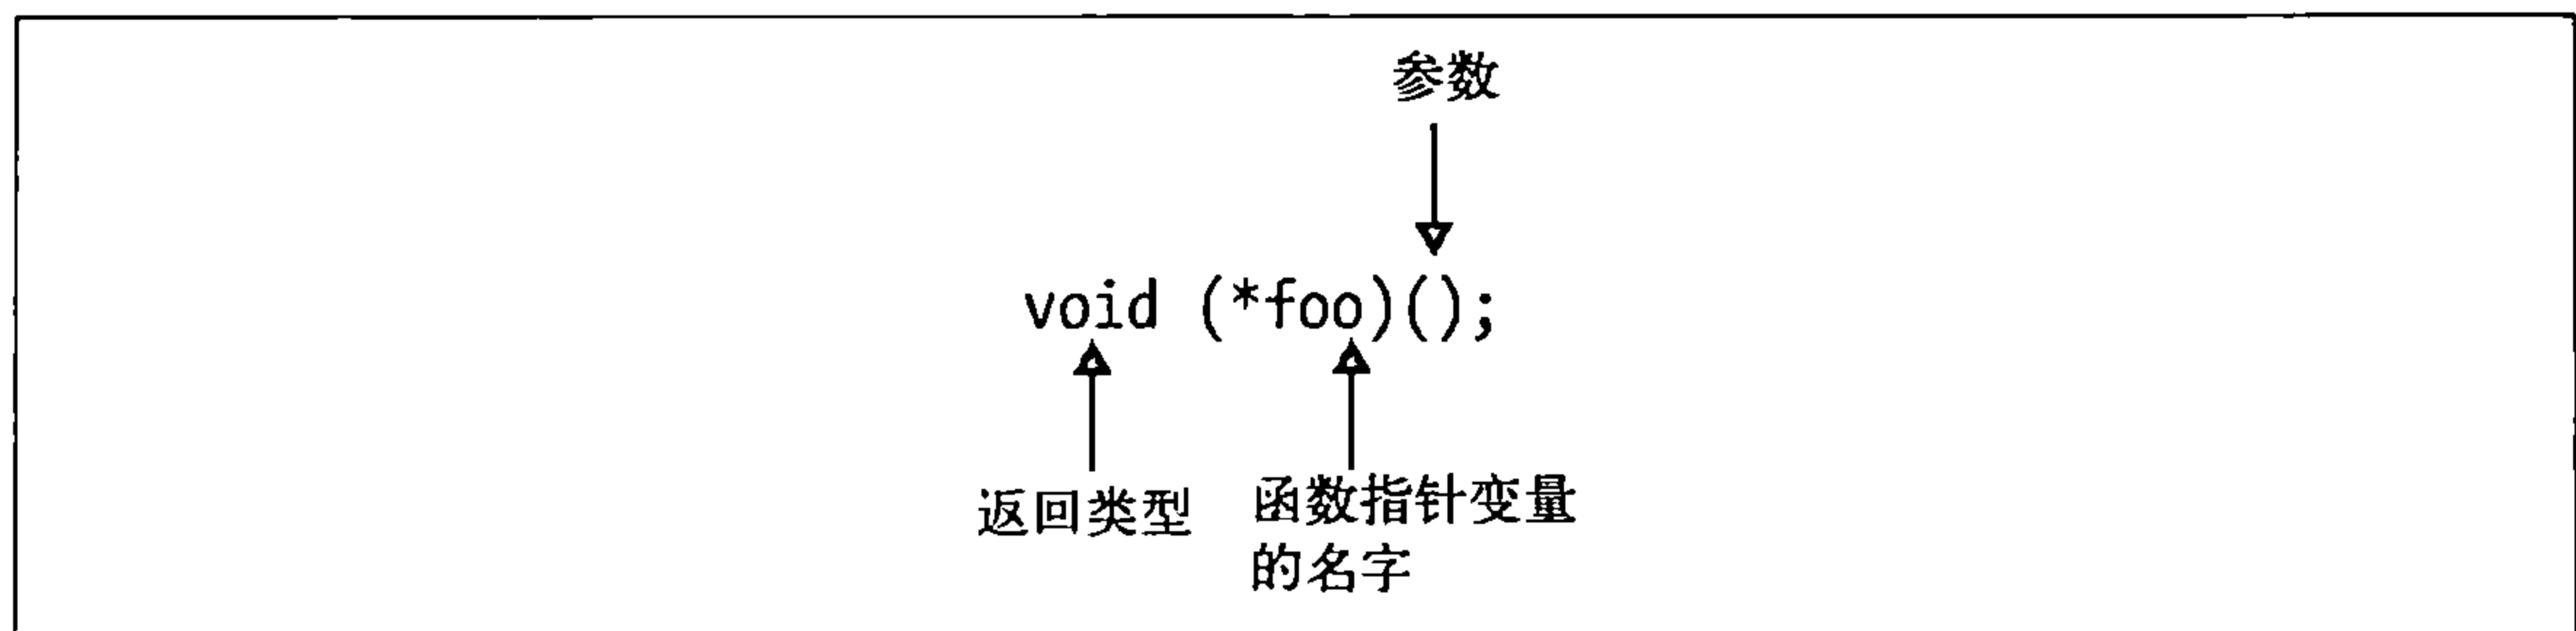 参数
void (*foo)();
返回类型
函数指针变量
的名字